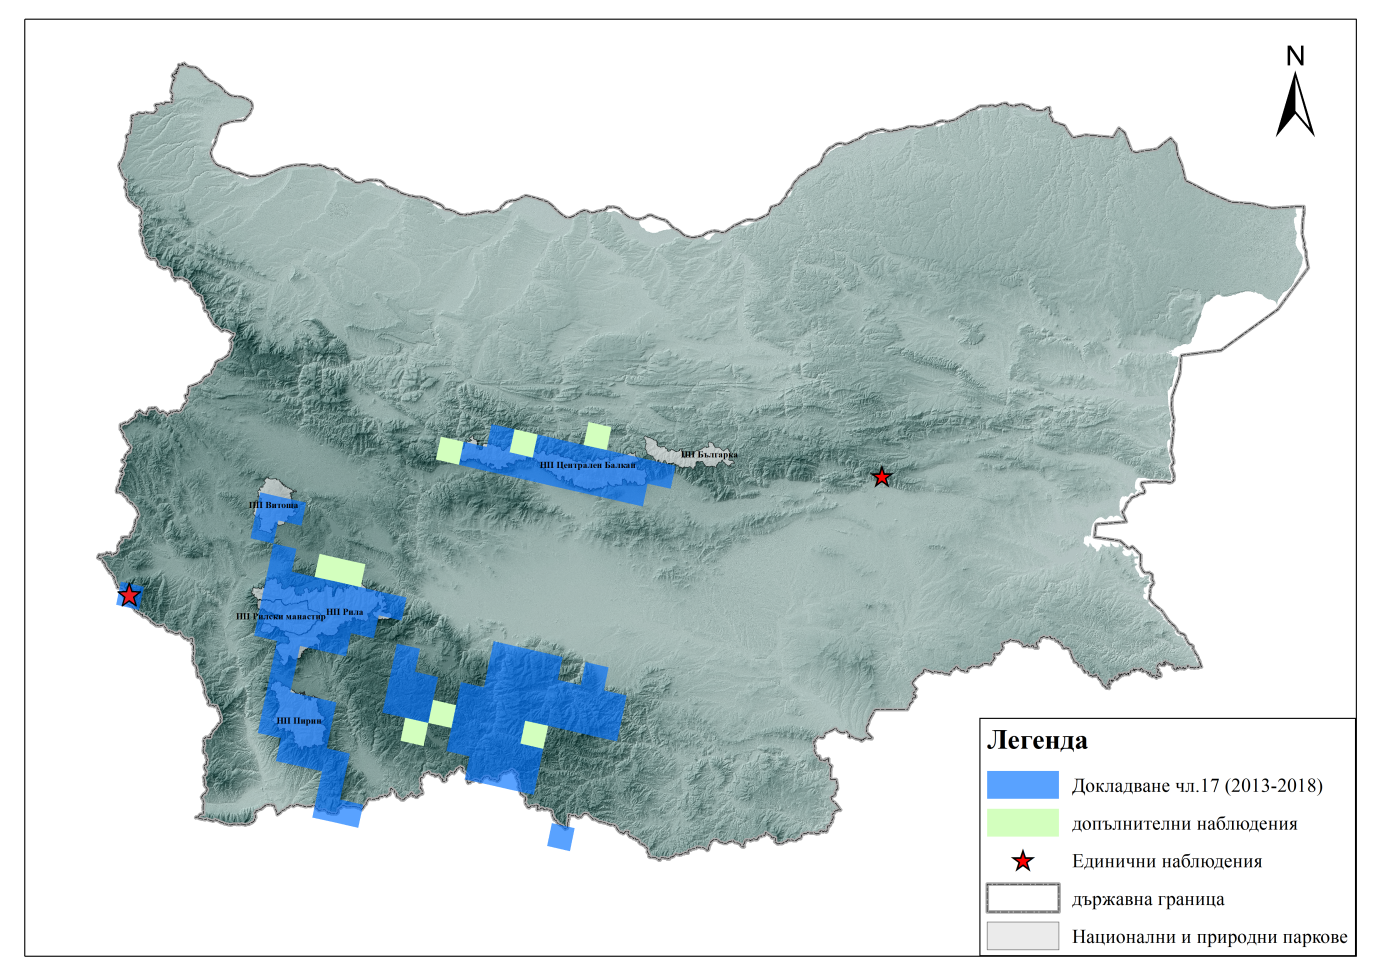 N
ПП Българка
НП Централен Балкан
ПП Витоша
НП Рила
ПП Рилски манастир
НП Пирин
Легенда
Докладване чл.17 (2013-2018)
допълнителни наблюдения
Единични наблюдения
държавна граница
Национални и природни паркове